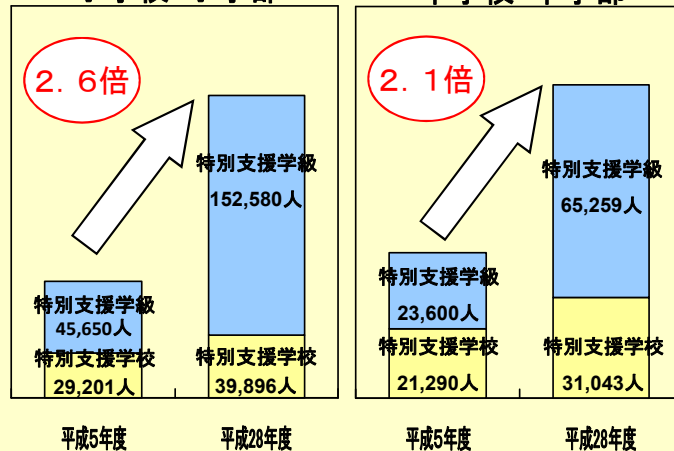 2．6倍
特別支援学級
152,580人
特別支援学級
45,650人
特別支援学校
29,201人
特別支援学校
39,896人
平成5年度
平成28年度
2．1倍
特別支援学級
65,259人
特別支援学級
23,600人
特別支援学校
21,290人
特別支援学校
31,043人
平成5年度
平成28年度